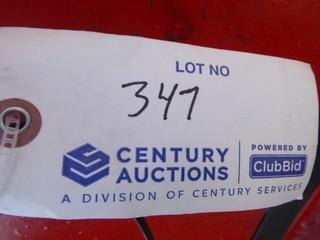 LOT NO
347
CENTURY
AUCTIONS
POWERED BY
ClubBid
A DIVISION OF CENTURY SERVICES